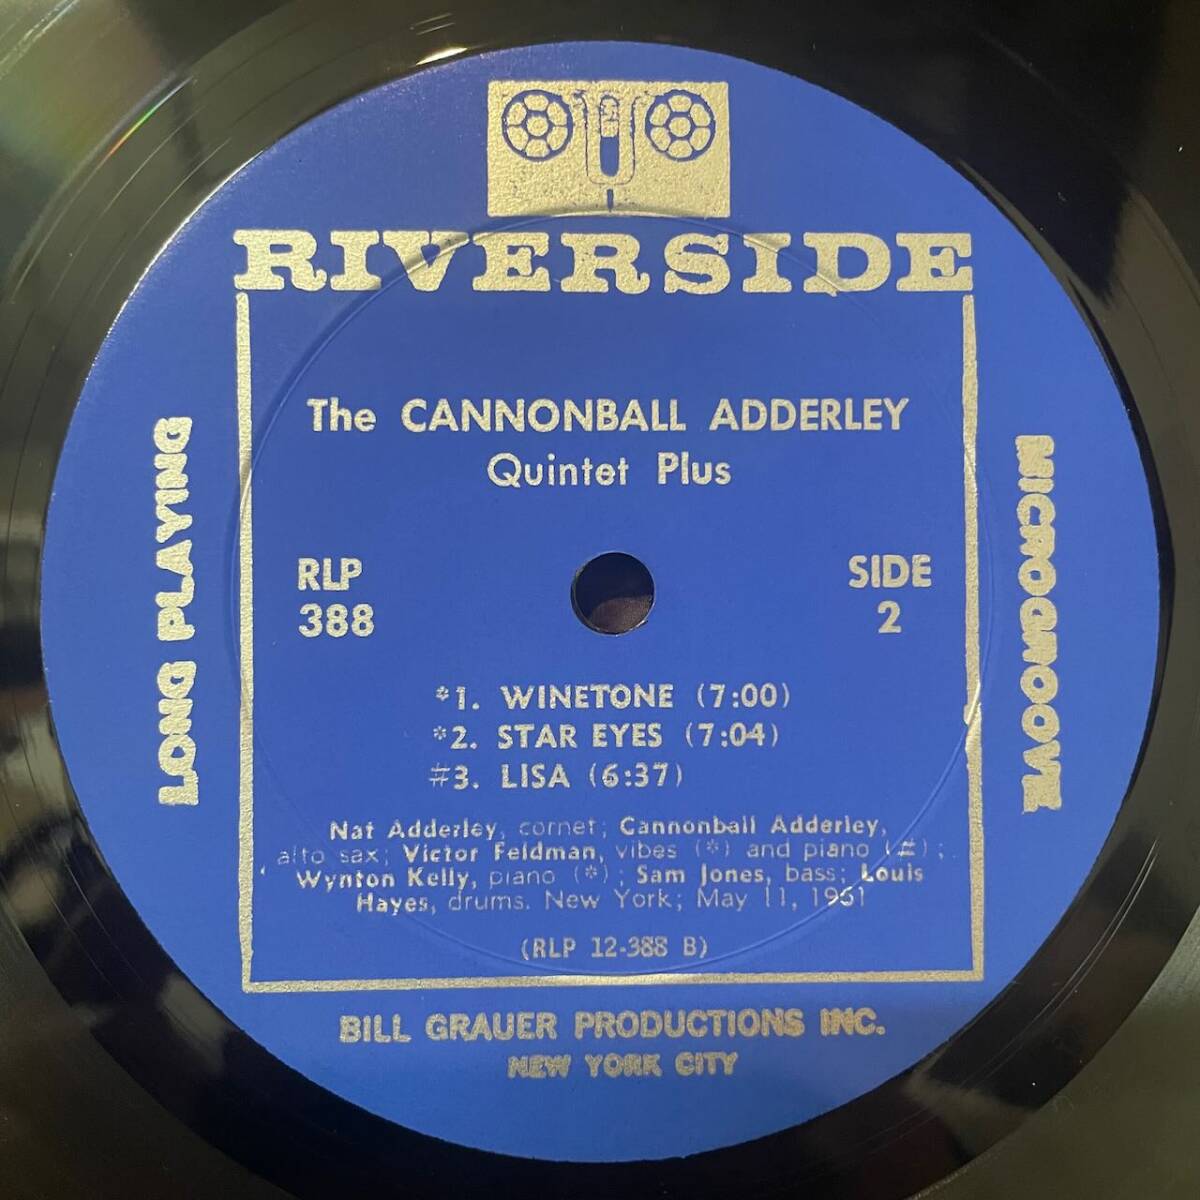 RIVERSIDE
The CANNONBALL ADDERLEY
Quintet Plus
LONG PLAYING
MICROGROOVE
RLP
388
SIDE
2
*1. WINETONE (7:00)
*2. STAR EYES (7:04)
#3. LISA (6:37)
Nat Adderley, cornet; Cannonball Adderley,
alto sax; Victor Feldman, vibes (*) and piano (#);
Wynton Kelly, piano (*); Sam Jones, bass; Louis
Hayes, drums. New York; May 11, 1961
(RLP 12-388 B)
BILL GRAUER PRODUCTIONS INC.
NEW YORK CITY